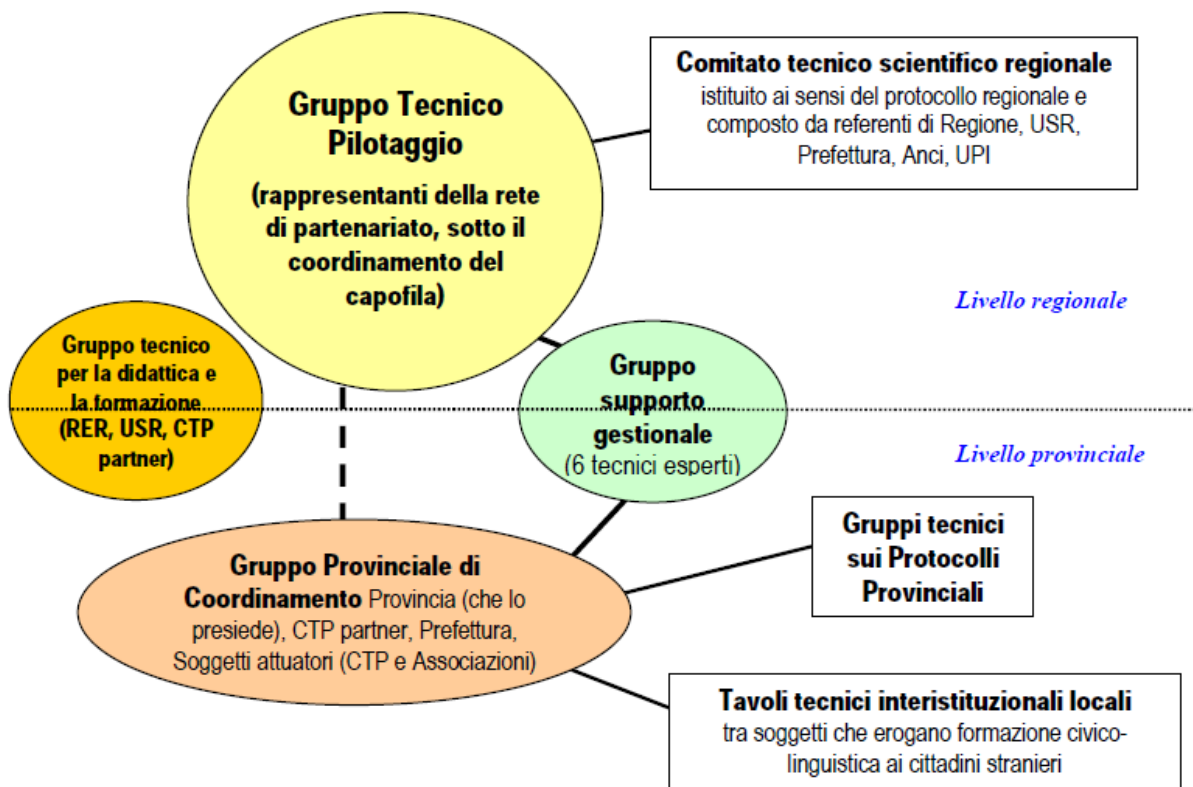 Gruppo Tecnico
Pilotaggio
(rappresentanti della rete
di partenariato, sotto il
coordinamento del
capofila)
Comitato tecnico scientifico regionale
istituito ai sensi del protocollo regionale e
composto da referenti di Regione, USR,
Prefettura, Anci, UPI
Livello regionale
Gruppo tecnico
per la didattica e
la formazione
(RER, USR, CTP
partner)
Gruppo
supporto
gestionale
(6 tecnici esperti)
Livello provinciale
Gruppi tecnici
sui Protocolli
Provinciali
Gruppo Provinciale di
Coordinamento Provincia (che lo
presiede), CTP partner, Prefettura,
Soggetti attuatori (CTP e Associazioni)
Tavoli tecnici interistituzionali locali
tra soggetti che erogano formazione civico-
linguistica ai cittadini stranieri